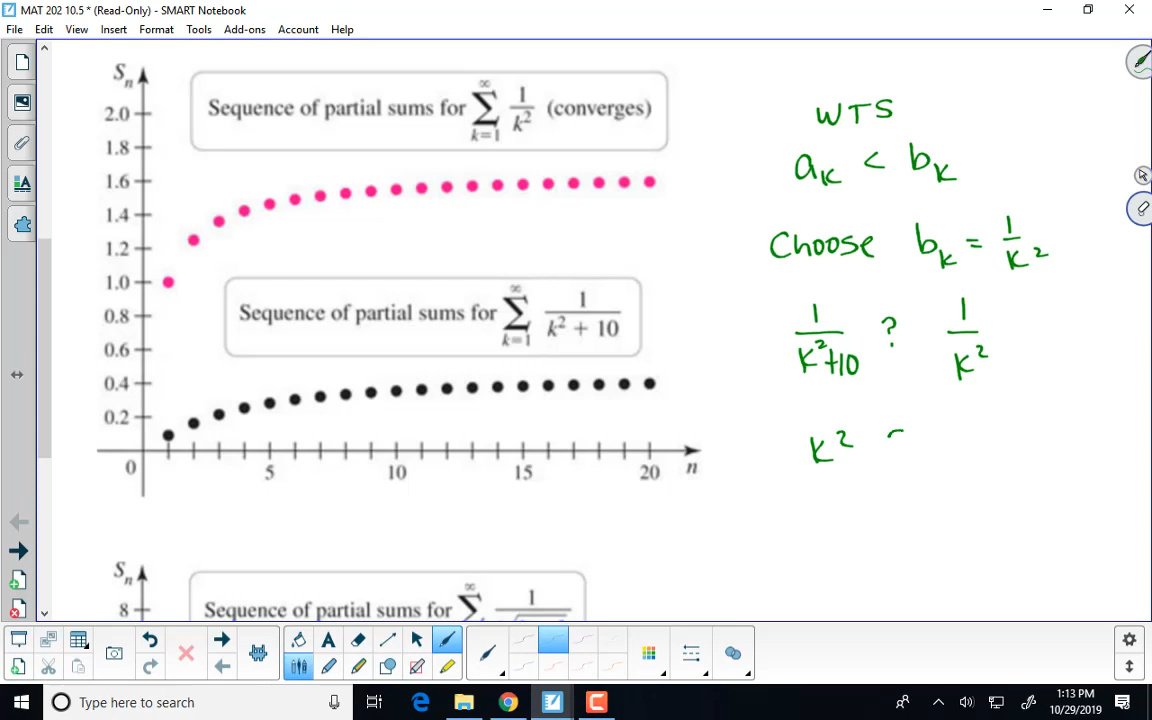 MAT 202 10.5 * (Read-Only) - SMART Notebook
File Edit View Insert Format Tools Add-ons Account Help
Sₙ
Sequence of partial sums for ∑_{k=1}^{∞} 1/k² (converges)
2.0
1.8
1.6
1.4
1.2
1.0
0.8
0.6
0.4
0.2
Sequence of partial sums for ∑_{k=1}^{∞} 1/(k² + 10)
0 5 10 15 20 n
WTS
aₖ < bₖ
Choose bₖ = 1/k²
1/(k²+10) ? 1/k²
k²
Sₙ
8
Sequence of partial sums for ∑^{∞} 1
Type here to search
1:13 PM
10/29/2019